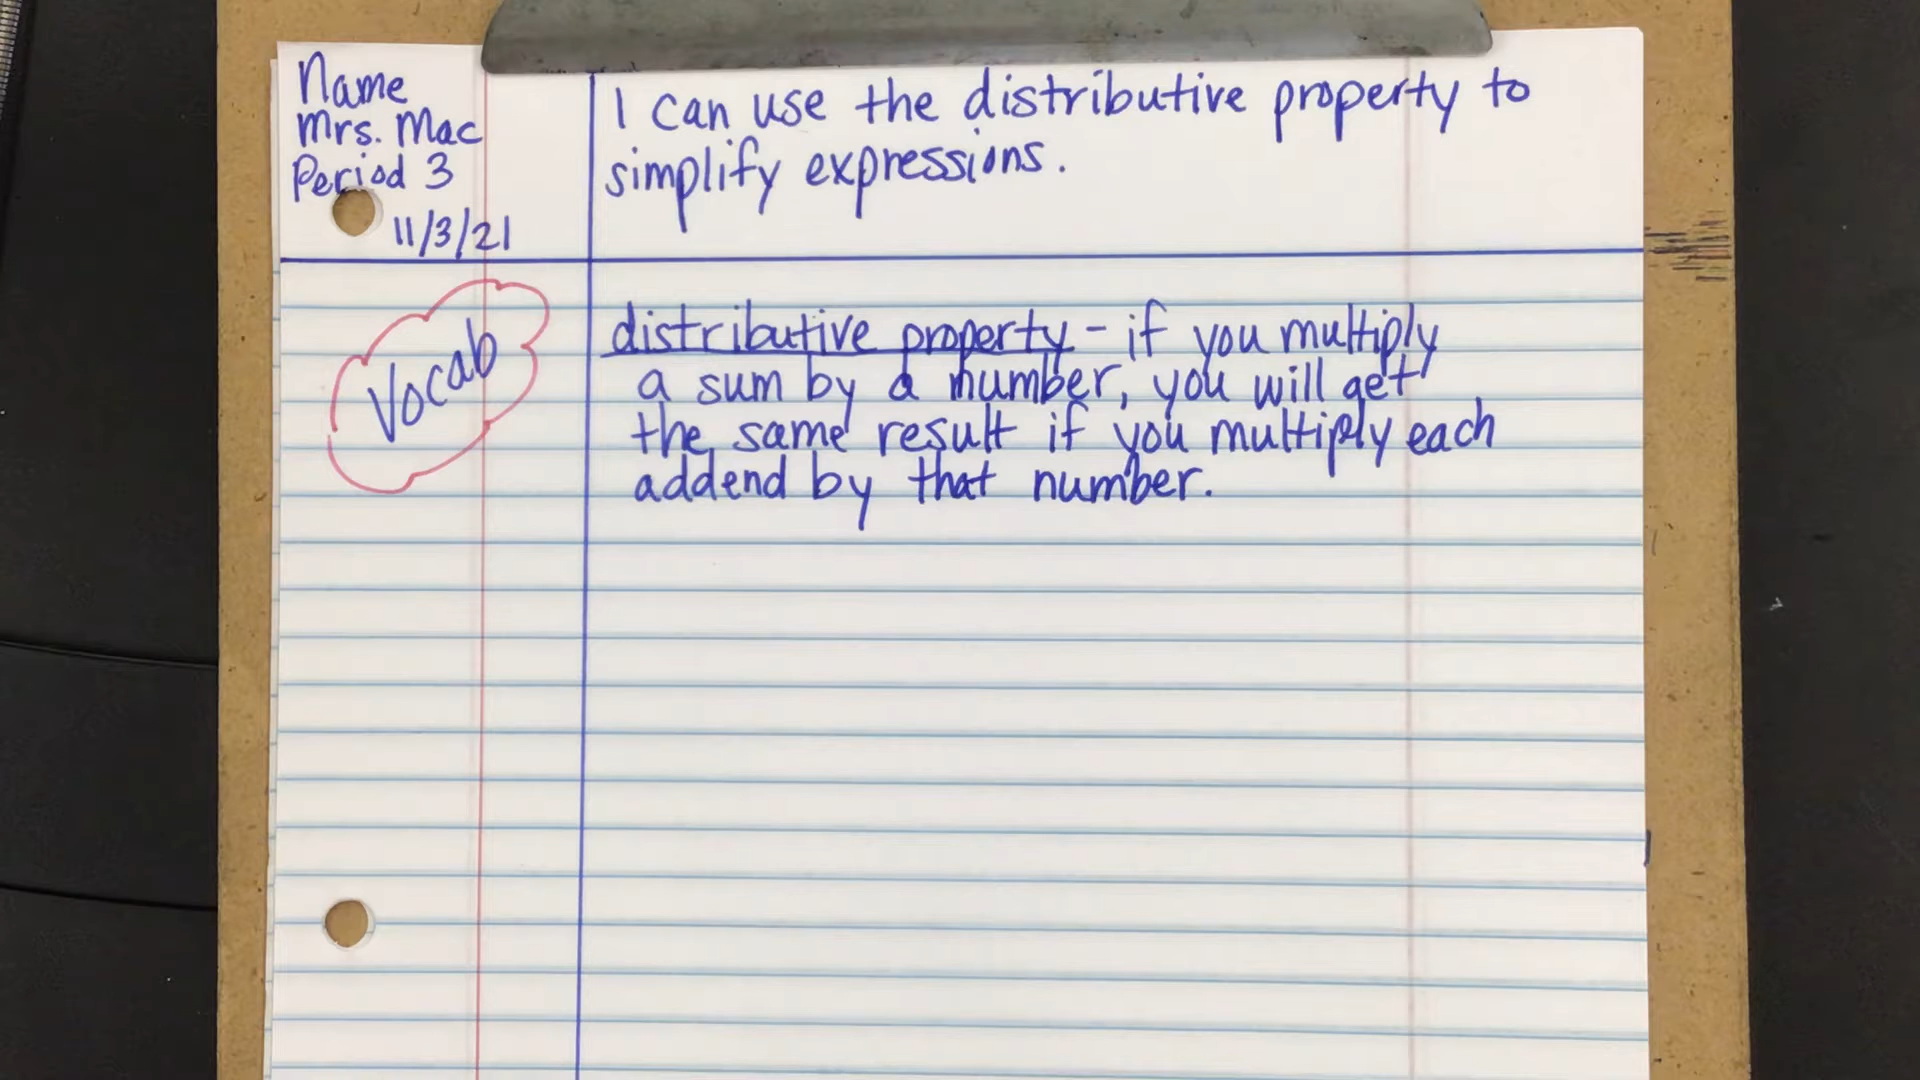 Name
Mrs. Mac
Period 3
11/3/21
I can use the distributive property to
simplify expressions.
Vocab
distributive property - if you multiply
a sum by a number, you will get
the same result if you multiply each
addend by that number.